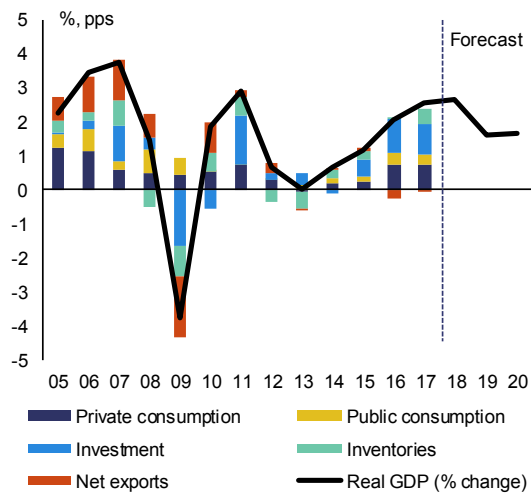 %, pps
Forecast
5
4
3
2
1
0
-1
-2
-3
-4
-5
05 06 07 08 09 10 11 12 13 14 15 16 17 18 19 20
Private consumption Public consumption
Investment Inventories
Net exports Real GDP (% change)